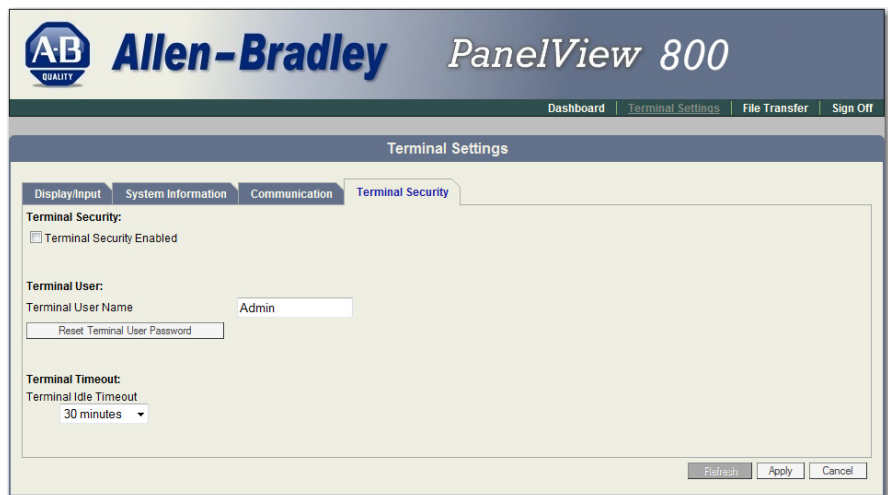 A·B QUALITY Allen-Bradley PanelView 800
Dashboard Terminal Settings File Transfer Sign Off
Terminal Settings
Display/Input System Information Communication Terminal Security
Terminal Security:
Terminal Security Enabled
Terminal User:
Terminal User Name Admin
Reset Terminal User Password
Terminal Timeout:
Terminal Idle Timeout
30 minutes
Refresh Apply Cancel